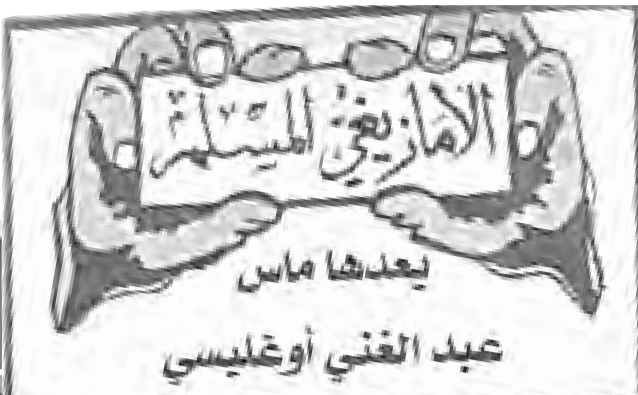 الأمازيغي المسلم
يعدها ماس
عبد الغني أوغليسي